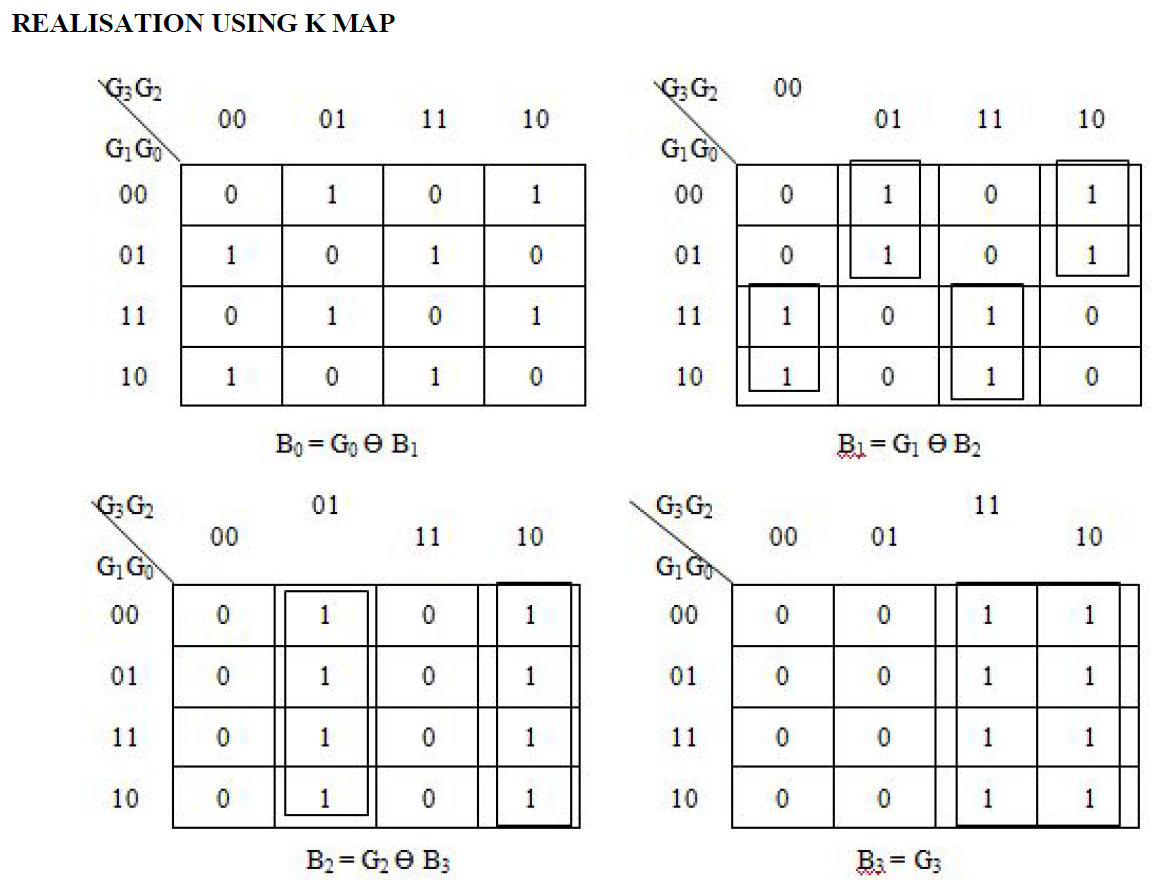 REALISATION USING K MAP
G₃G₂ 00 01 11 10
G₁G₀
00 0 1 0 1
01 1 0 1 0
11 0 1 0 1
10 1 0 1 0
B₀ = G₀ ⊖ B₁
G₃G₂ 00 01 11 10
G₁G₀
00 0 1 0 1
01 0 1 0 1
11 1 0 1 0
10 1 0 1 0
B₁ = G₁ ⊖ B₂
G₃G₂ 00 01 11 10
G₁G₀
00 0 1 0 1
01 0 1 0 1
11 0 1 0 1
10 0 1 0 1
B₂ = G₂ ⊖ B₃
G₃G₂ 00 01 11 10
G₁G₀
00 0 0 1 1
01 0 0 1 1
11 0 0 1 1
10 0 0 1 1
B₃ = G₃